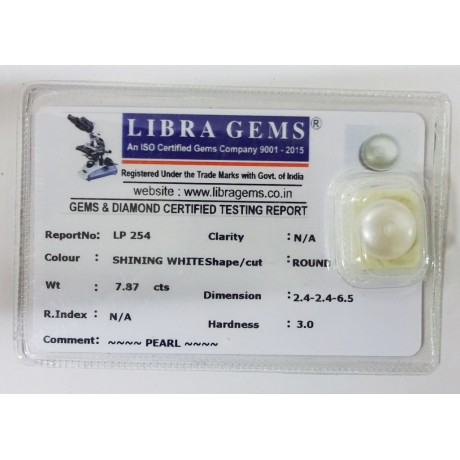 LIBRA GEMS ®
An ISO Certified Gems Company 9001 - 2015
Registered Under the Trade Marks with Govt. of India
website : www.libragems.co.in
GEMS & DIAMOND CERTIFIED TESTING REPORT
ReportNo: LP 254 Clarity : N/A
Colour : SHINING WHITE Shape/cut : ROUND
Wt : 7.87 cts Dimension : 2.4-2.4-6.5
R.Index : N/A Hardness : 3.0
Comment: ~~~~ PEARL ~~~~